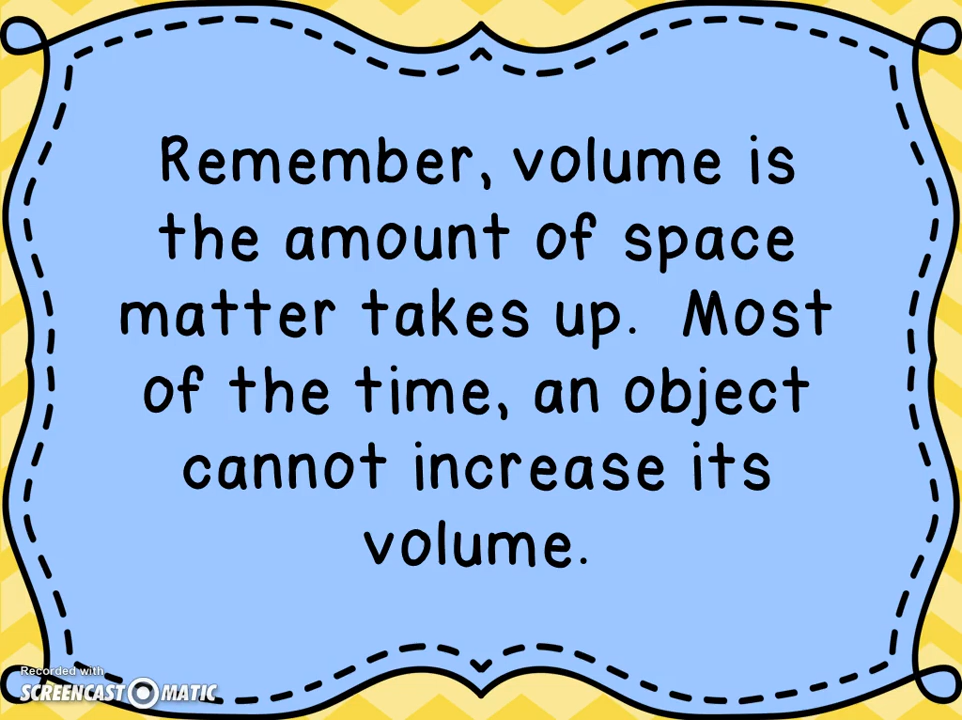 Remember, volume is
the amount of space
matter takes up. Most
of the time, an object
cannot increase its
volume.
Recorded with
SCREENCAST MATIC